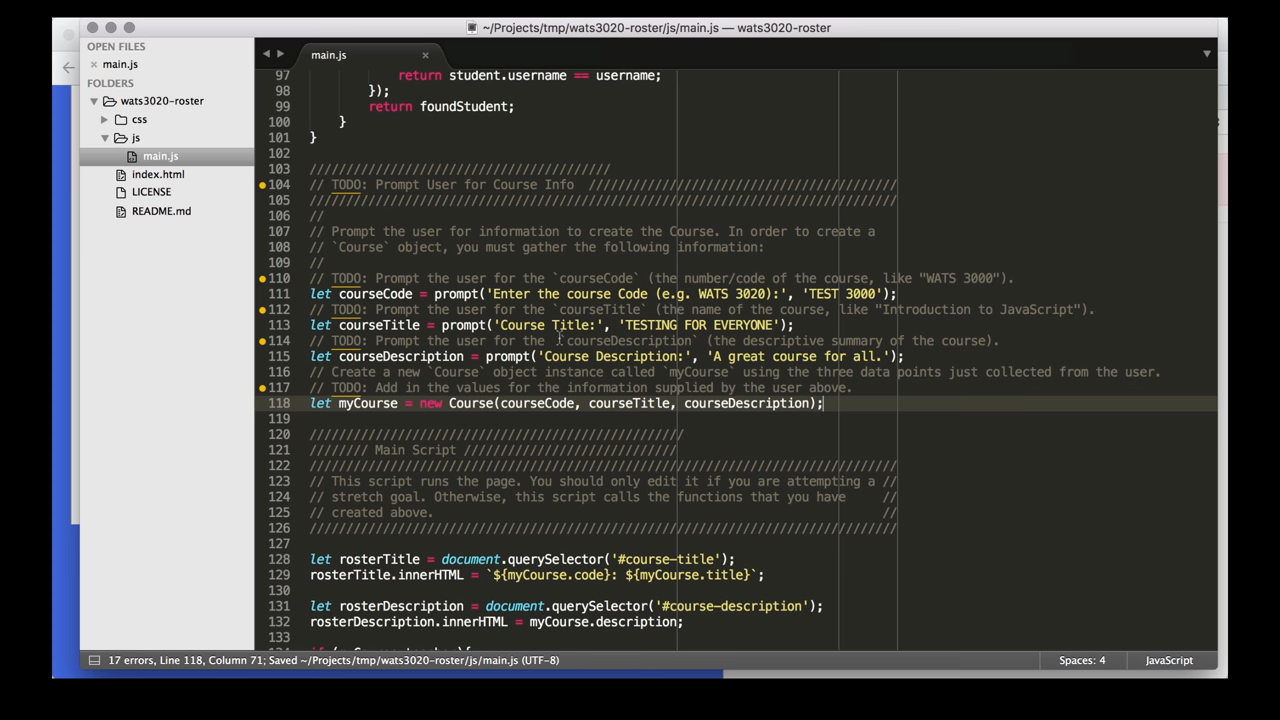 ~/Projects/tmp/wats3020-roster/js/main.js — wats3020-roster
OPEN FILES
main.js
FOLDERS
wats3020-roster
css
js
main.js
index.html
LICENSE
README.md
main.js
97 return student.username == username;
98 });
99 return foundStudent;
100 }
101 }
102
103 /////////////////////////////////////////
104 // TODO: Prompt User for Course Info //////////////////////////////////////////
105 ////////////////////////////////////////////////////////////////////////////////
106 //
107 // Prompt the user for information to create the Course. In order to create a
108 // `Course` object, you must gather the following information:
109 //
110 // TODO: Prompt the user for the `courseCode` (the number/code of the course, like "WATS 3000").
111 let courseCode = prompt('Enter the course Code (e.g. WATS 3020):', 'TEST 3000');
112 // TODO: Prompt the user for the `courseTitle` (the name of the course, like "Introduction to JavaScript").
113 let courseTitle = prompt('Course Title:', 'TESTING FOR EVERYONE');
114 // TODO: Prompt the user for the `courseDescription` (the descriptive summary of the course).
115 let courseDescription = prompt('Course Description:', 'A great course for all.');
116 // Create a new `Course` object instance called `myCourse` using the three data points just collected from the user.
117 // TODO: Add in the values for the information supplied by the user above.
118 let myCourse = new Course(courseCode, courseTitle, courseDescription);
119
120 ///////////////////////////////////////////////////
121 //////// Main Script /////////////////////////////
122 ////////////////////////////////////////////////////////////////////////////////
123 // This script runs the page. You should only edit it if you are attempting a //
124 // stretch goal. Otherwise, this script calls the functions that you have //
125 // created above. //
126 ////////////////////////////////////////////////////////////////////////////////
127
128 let rosterTitle = document.querySelector('#course-title');
129 rosterTitle.innerHTML = `${myCourse.code}: ${myCourse.title}`;
130
131 let rosterDescription = document.querySelector('#course-description');
132 rosterDescription.innerHTML = myCourse.description;
133
17 errors, Line 118, Column 71; Saved ~/Projects/tmp/wats3020-roster/js/main.js (UTF-8)
Spaces: 4
JavaScript